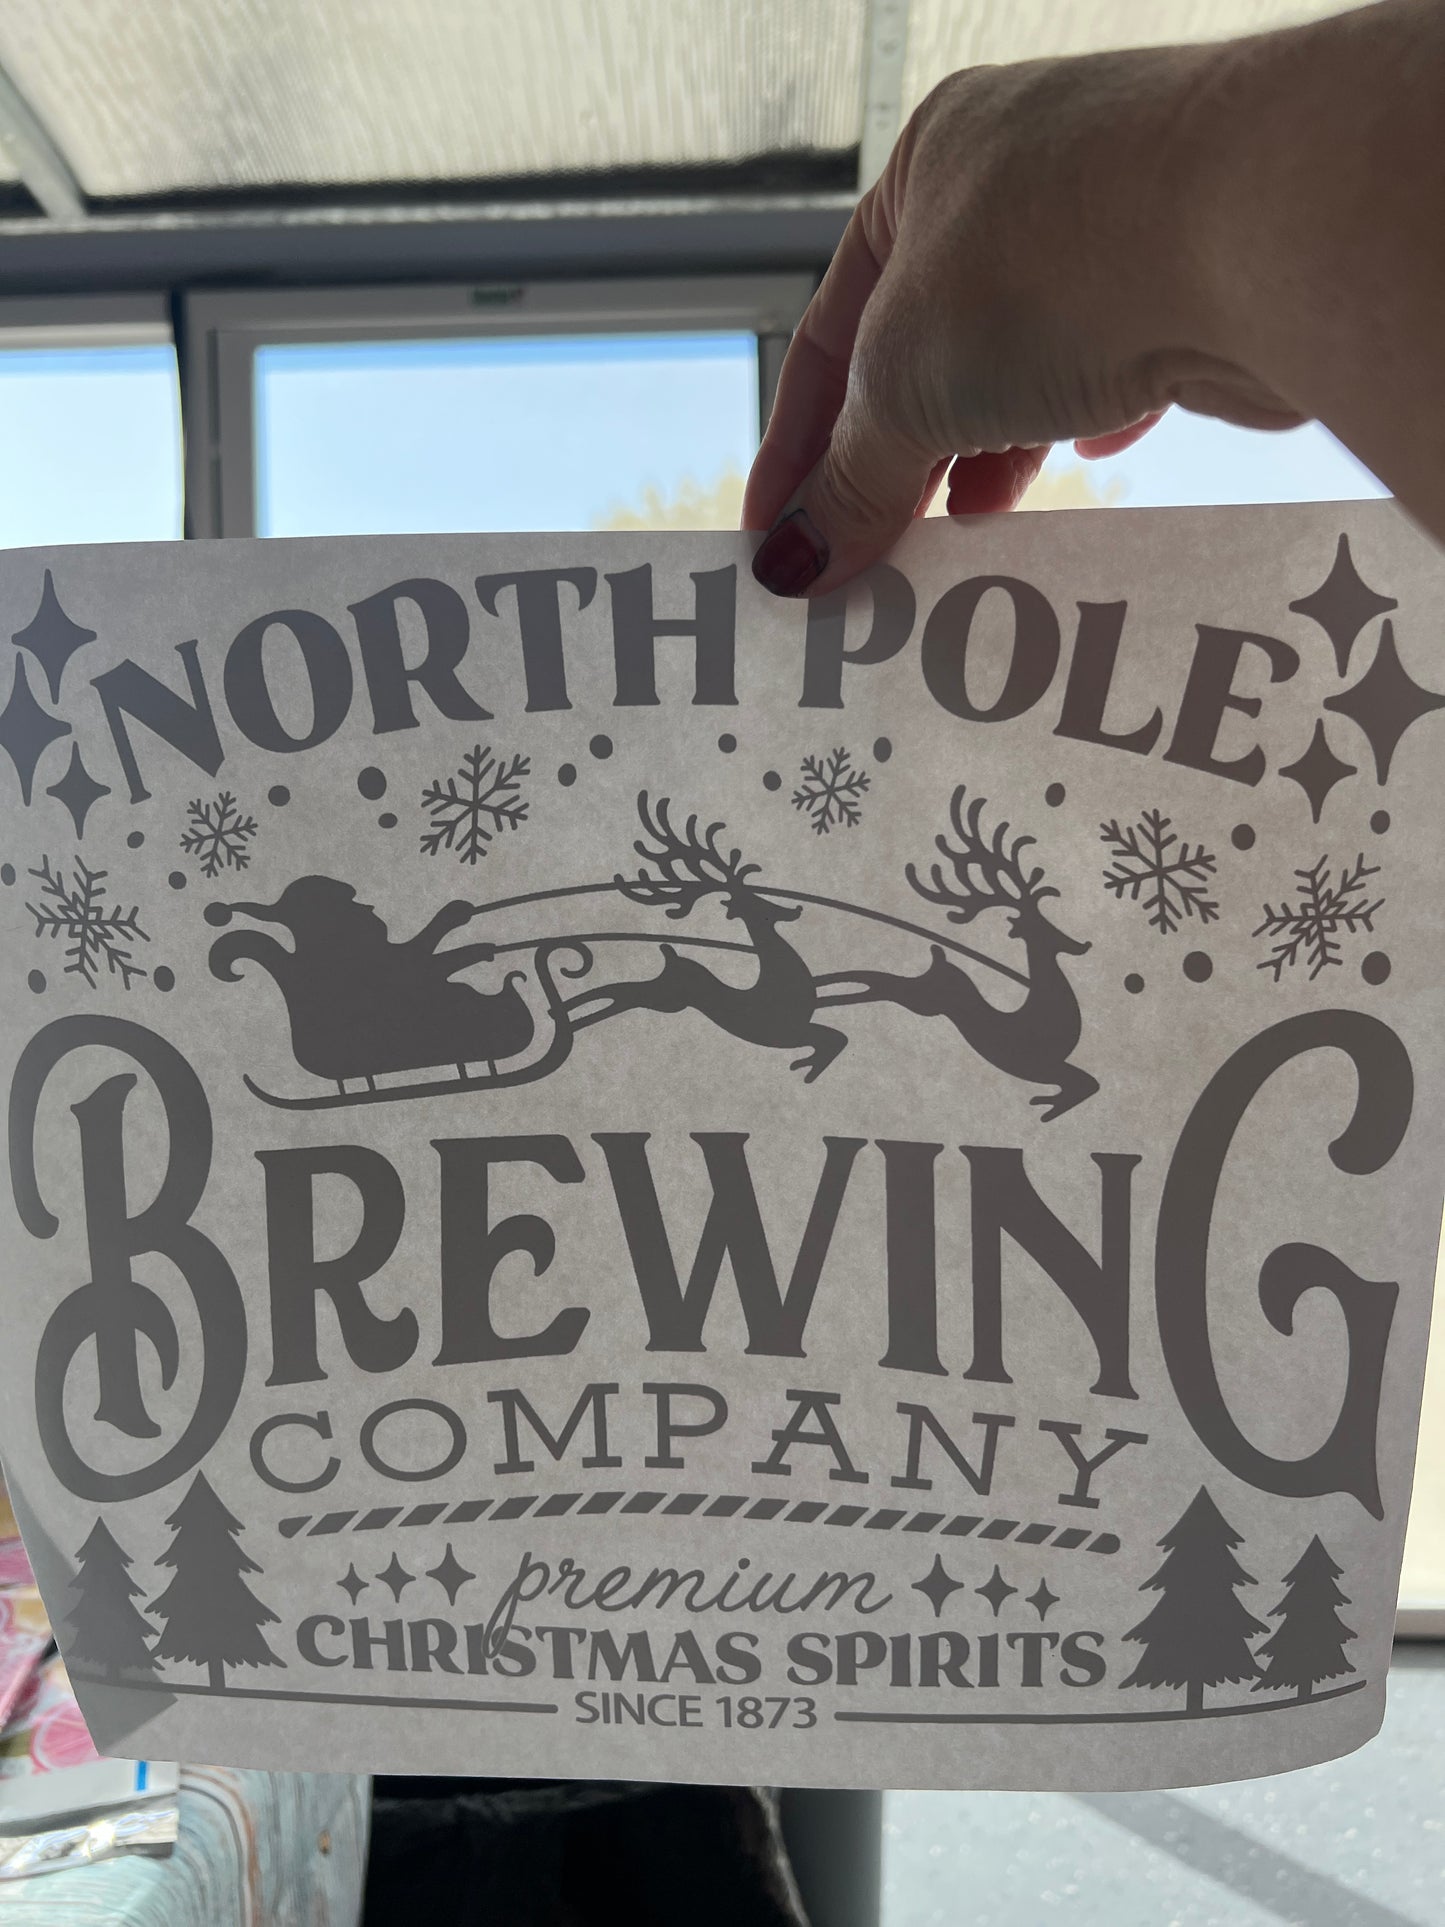 NORTH POLE
BREWING
COMPANY
premium
CHRISTMAS SPIRITS
SINCE 1873